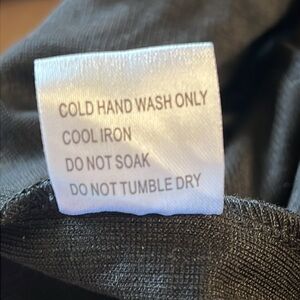 COLD HAND WASH ONLY
COOL IRON
DO NOT SOAK
DO NOT TUMBLE DRY